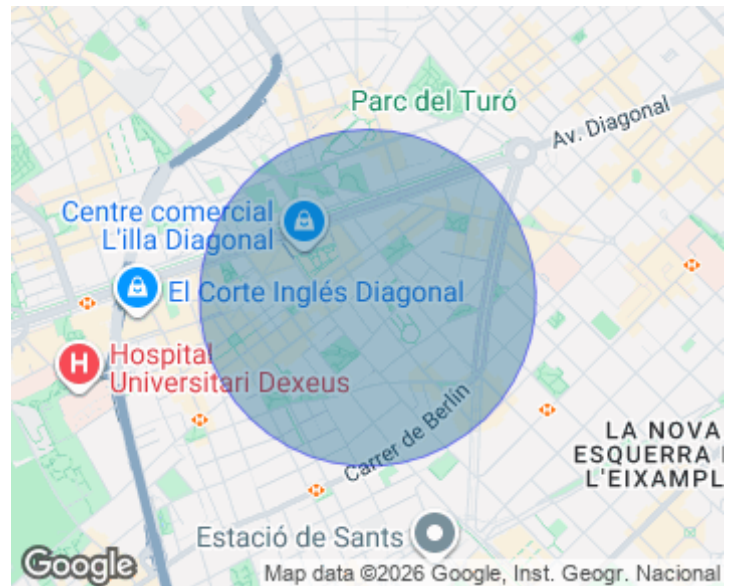 Parc del Turó
Av. Diagonal
Centre comercial
L'illa Diagonal
El Corte Inglés Diagonal
H
Hospital
Universitari Dexeus
Carrer de Berlín
LA NOVA
ESQUERRA
L'EIXAMPL
Estació de Sants
Google
Map data ©2026 Google, Inst. Geogr. Nacional